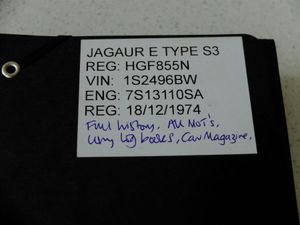 JAGAUR E TYPE S3
REG: HGF855N
VIN: 1S2496BW
ENG: 7S13110SA
REG: 18/12/1974
Full history, All MOT's,
Log books, Car Magazine,